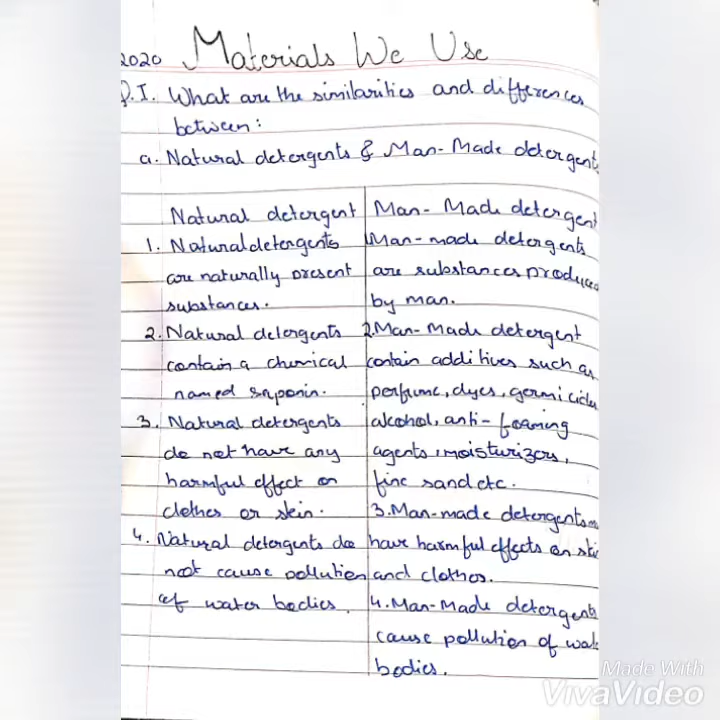 2020 Materials We Use
Q.I. What are the similarities and differences
between:
a. Natural detergents & Man-Made detergent
Natural detergent
1. Natural detergents
are naturally present
substances.
2. Natural detergents
contain a chemical
named saponin.
3. Natural detergents
do not have any
harmful effect on
clothes or skin.
4. Natural detergents do
not cause pollution
of water bodies.
Man-Made detergent
1. Man-made detergents
are substances produced
by man.
2. Man-Made detergent
contain additives such as
perfume, dyes, germicides
alcohol, anti-foaming
agents, moisturizors,
fine sand etc.
3. Man-made detergents
have harmful effects on ski
and clothes.
4. Man-Made detergents
cause pollution of wate
bodies.
Made With
VivaVideo